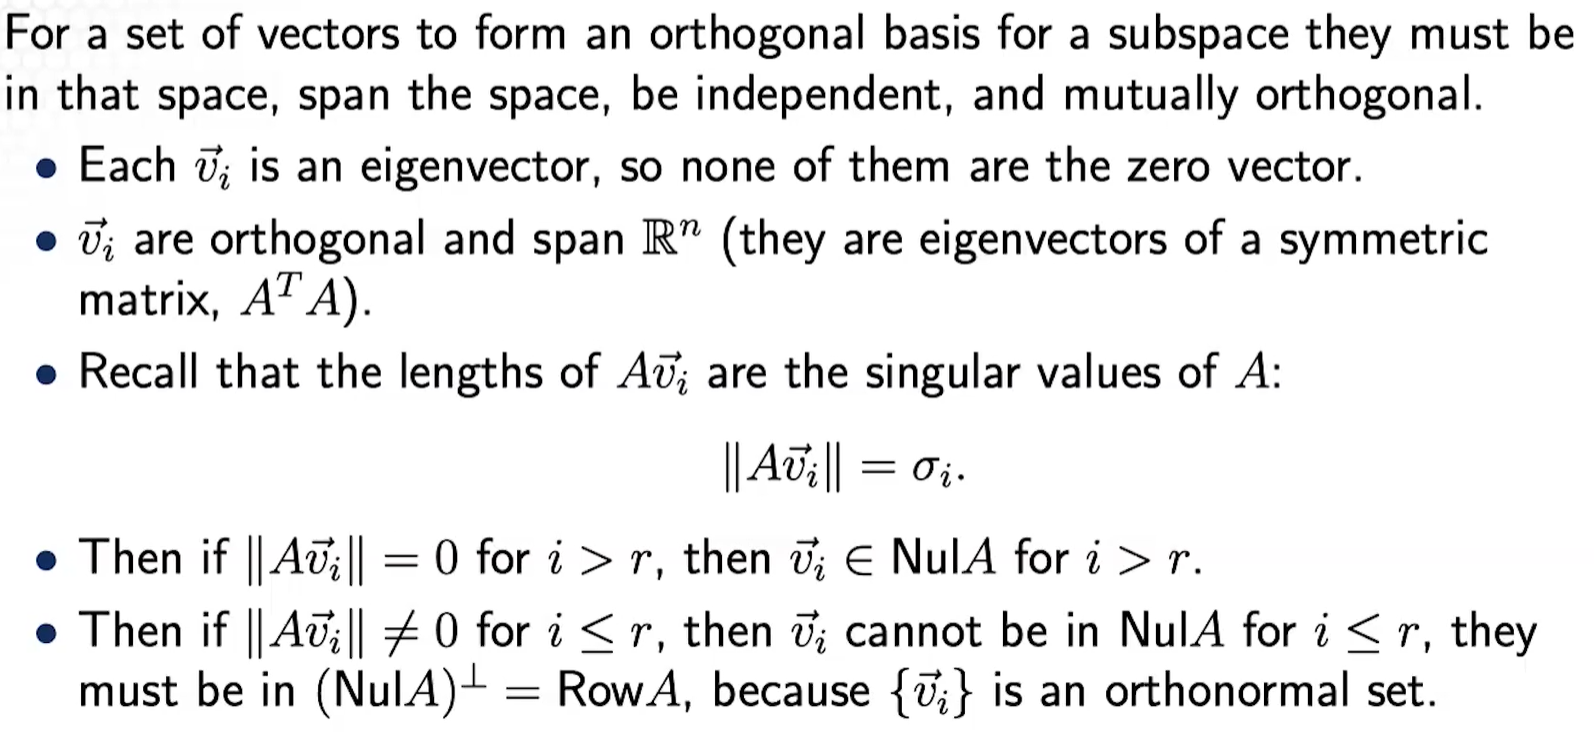 For a set of vectors to form an orthogonal basis for a subspace they must be
in that space, span the space, be independent, and mutually orthogonal.
• Each $\vec{v}_i$ is an eigenvector, so none of them are the zero vector.
• $\vec{v}_i$ are orthogonal and span $\mathbb{R}^n$ (they are eigenvectors of a symmetric
matrix, $A^T A$).
• Recall that the lengths of $A\vec{v}_i$ are the singular values of $A$:
$\|A\vec{v}_i\| = \sigma_i.$
• Then if $\|A\vec{v}_i\| = 0$ for $i > r$, then $\vec{v}_i \in \text{Nul}A$ for $i > r$.
• Then if $\|A\vec{v}_i\| \neq 0$ for $i \leq r$, then $\vec{v}_i$ cannot be in $\text{Nul}A$ for $i \leq r$, they
must be in $(\text{Nul}A)^\perp = \text{Row}A$, because $\{\vec{v}_i\}$ is an orthonormal set.